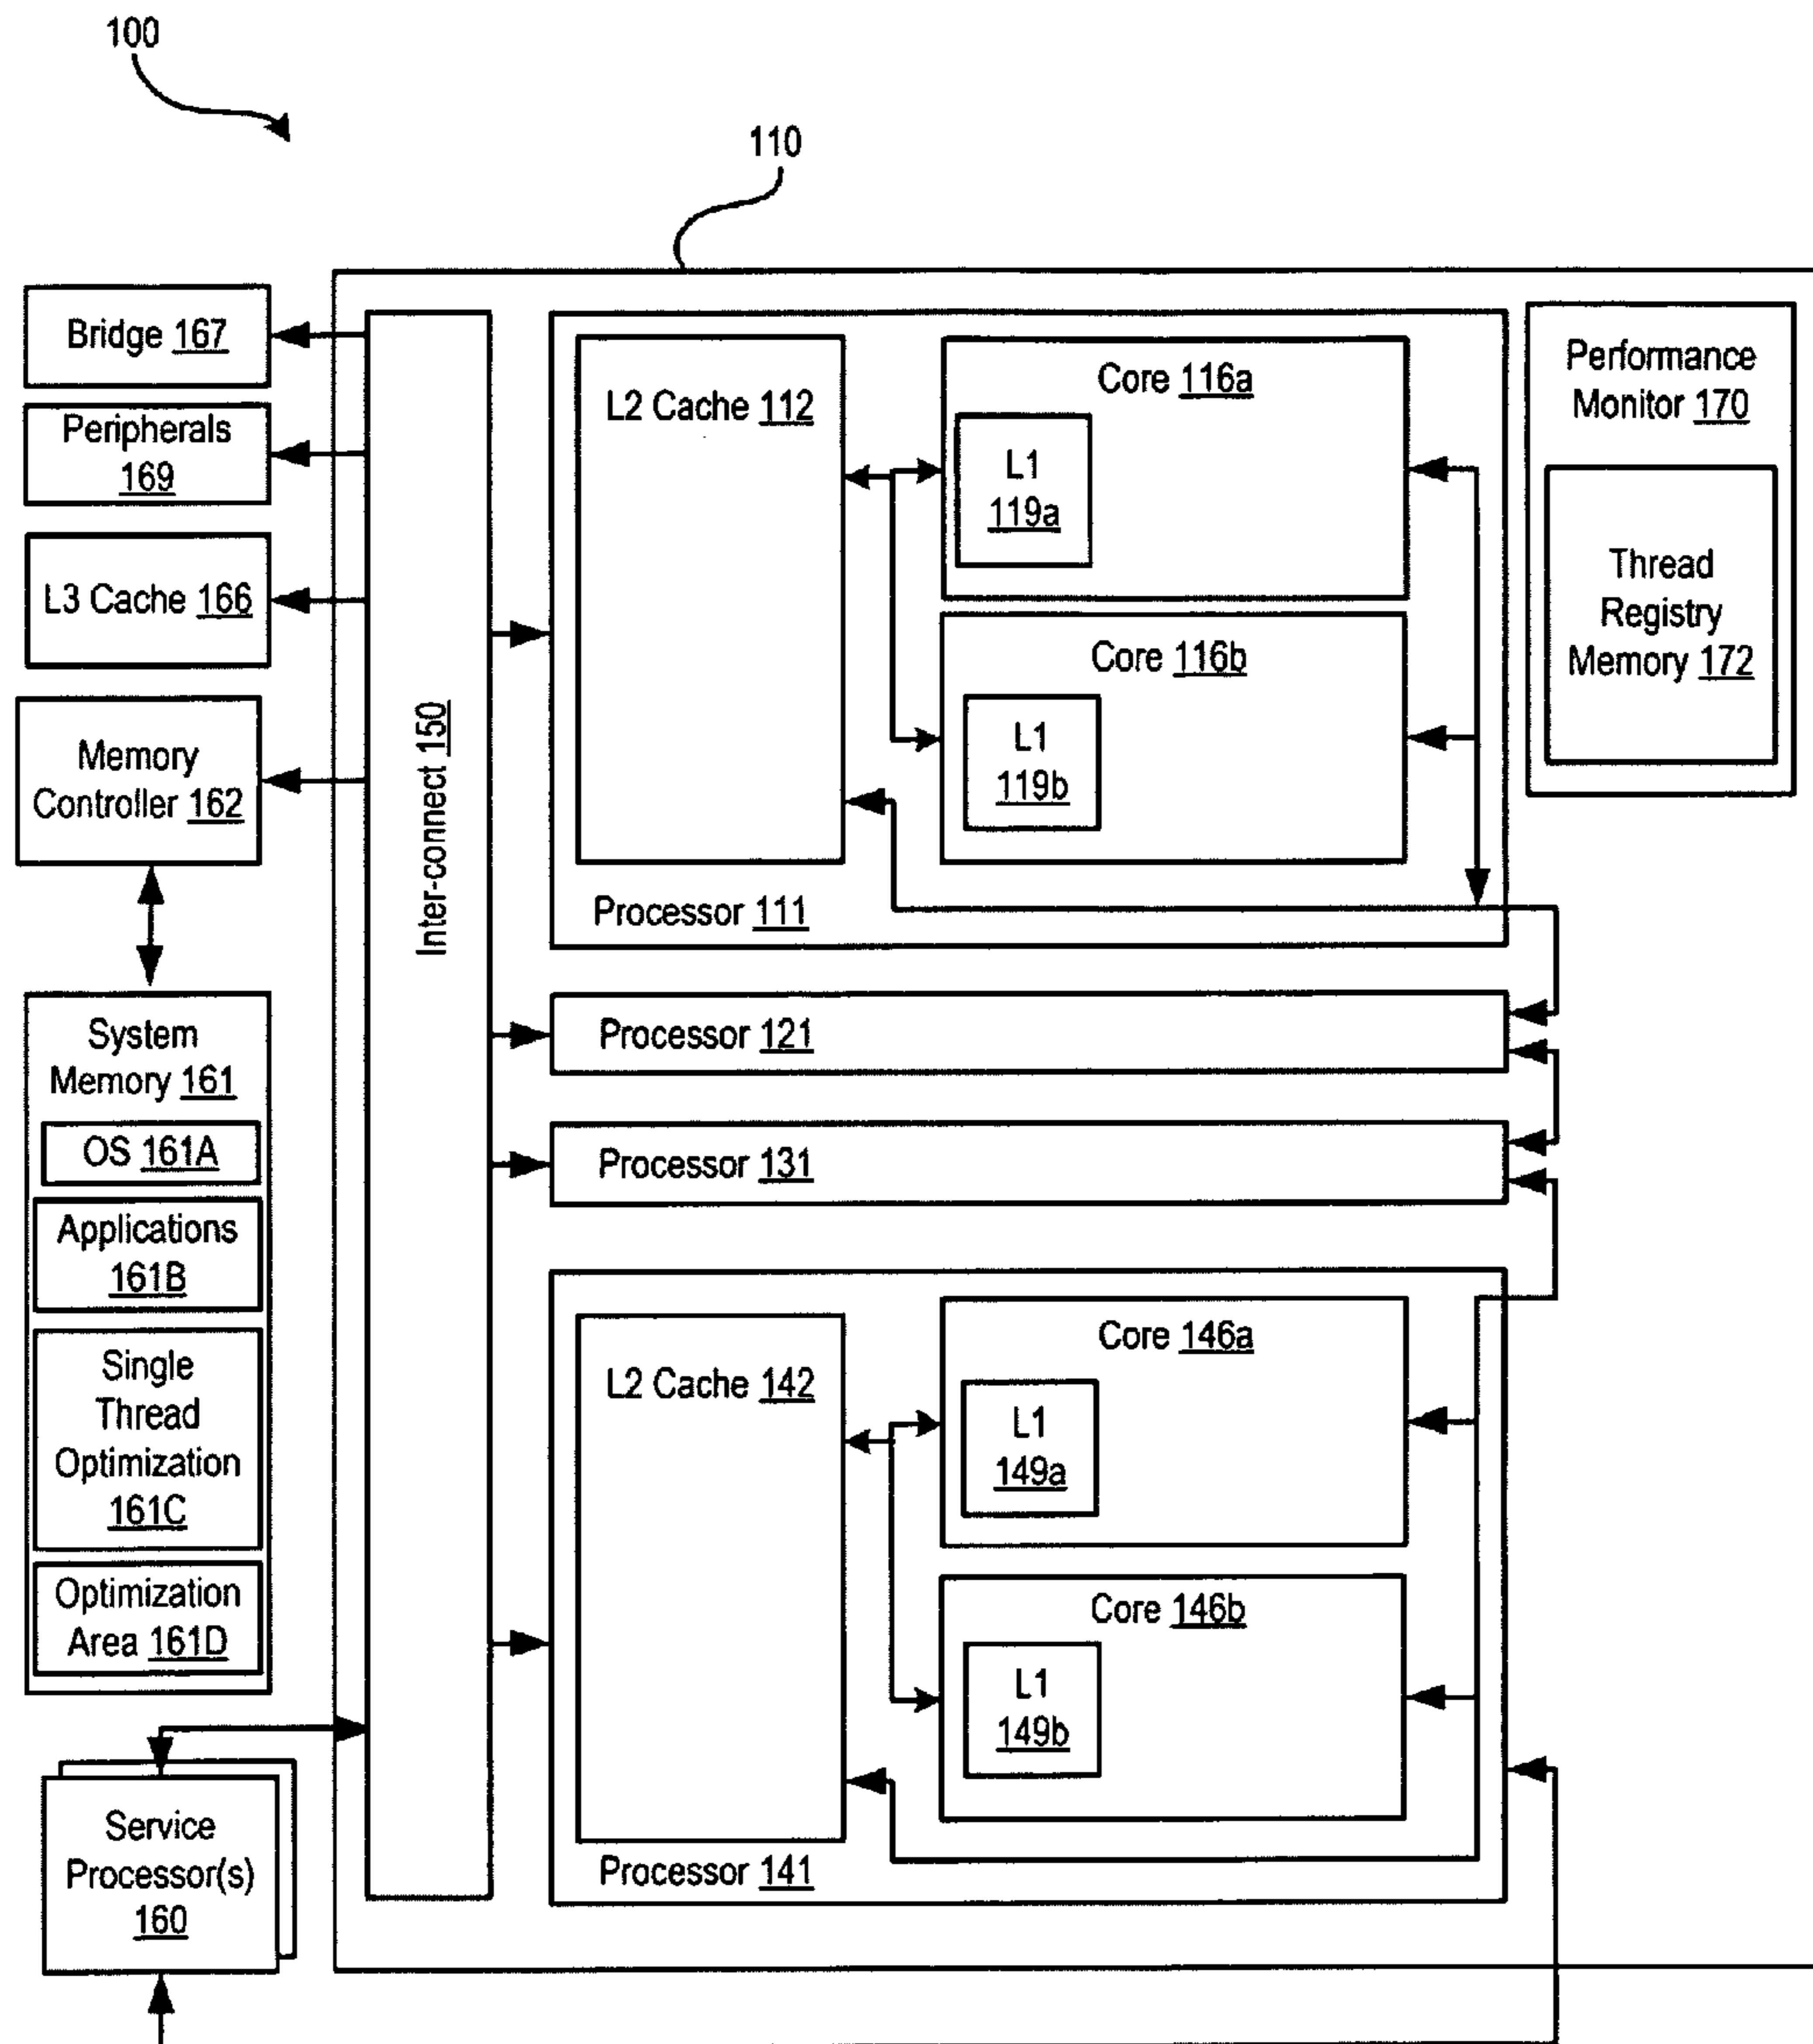 100
110
Bridge 167
Peripherals
169
L3 Cache 166
Memory
Controller 162
System
Memory 161
OS 161A
Applications
161B
Single
Thread
Optimization
161C
Optimization
Area 161D
Service
Processor(s)
160
Inter-connect 150
L2 Cache 112
Core 116a
L1
119a
Core 116b
L1
119b
Processor 111
Performance
Monitor 170
Thread
Registry
Memory 172
Processor 121
Processor 131
L2 Cache 142
Core 146a
L1
149a
Core 146b
L1
149b
Processor 141